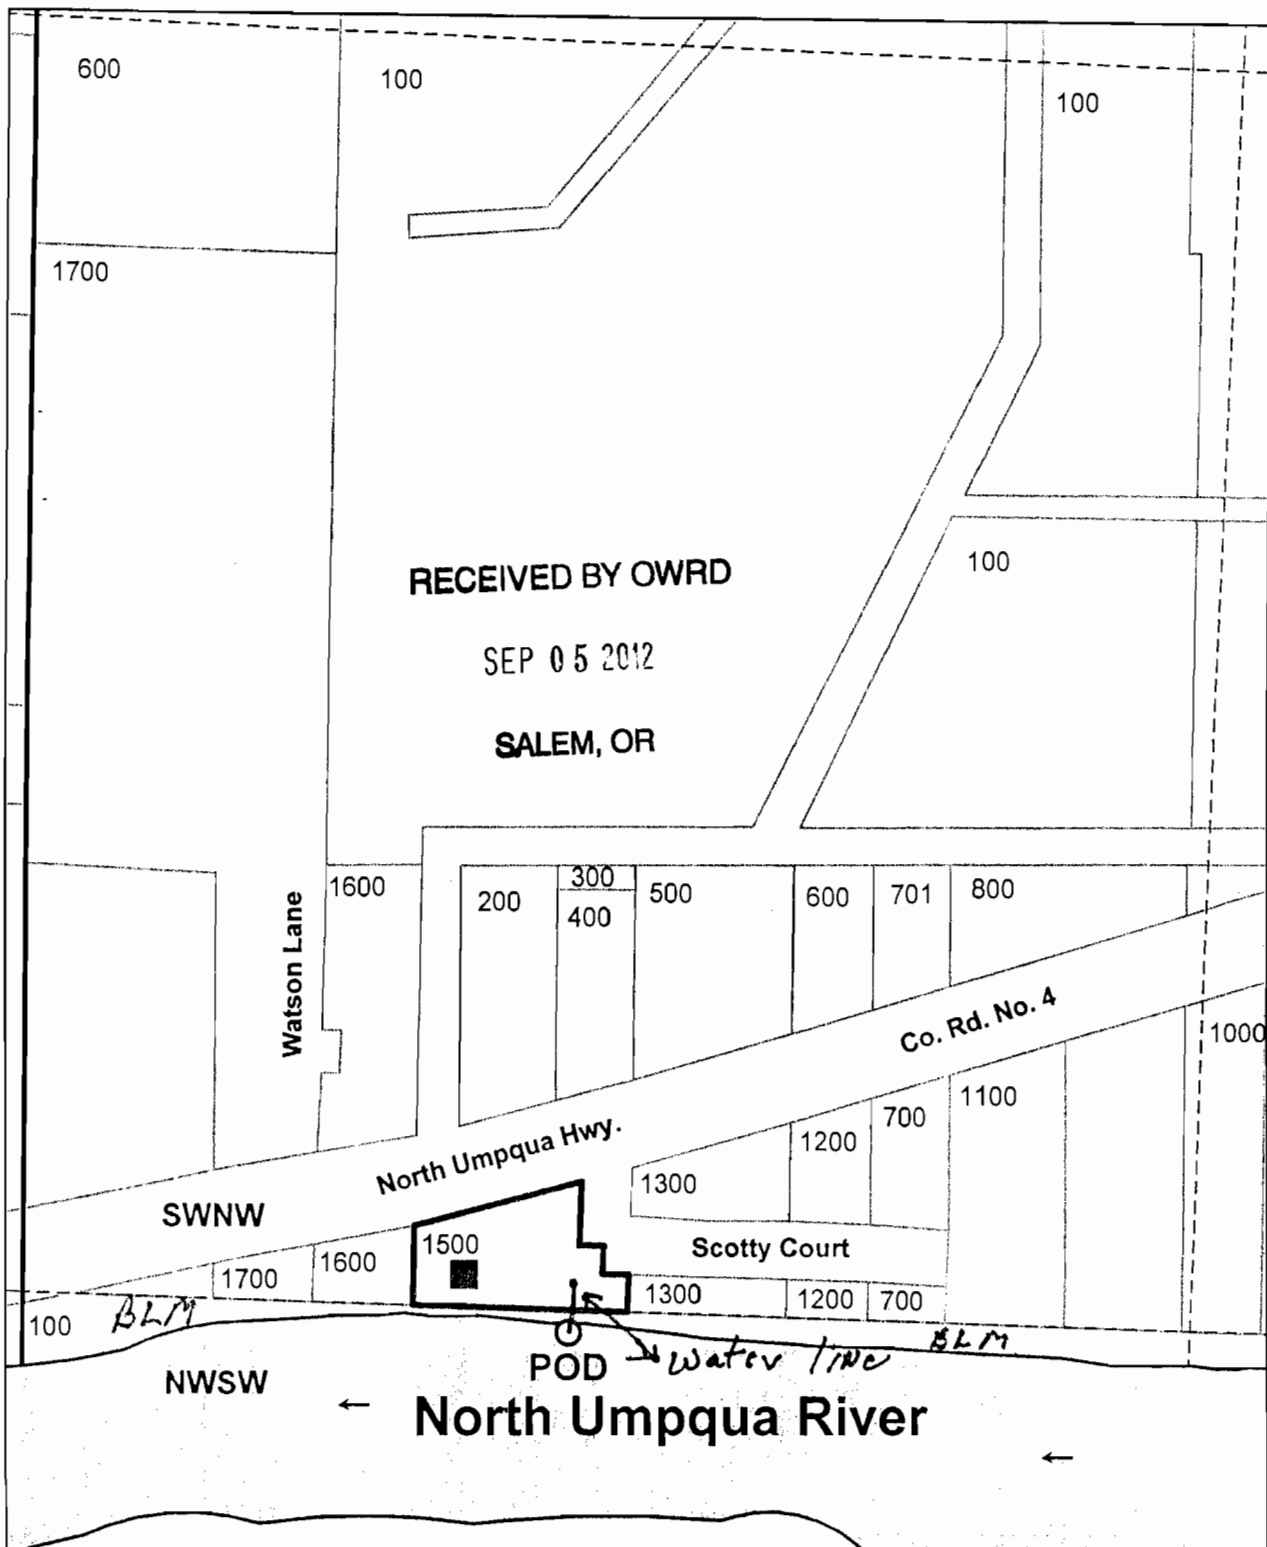 600
100
100
1700
RECEIVED BY OWRD
100
SEP 05 2012
SALEM, OR
1600
200
300
400
500
600
701
800
Watson Lane
Co. Rd. No. 4
1000
1100
700
1200
North Umpqua Hwy.
1300
SWNW
1500
Scotty Court
1700
1600
1300
1200
700
100
BLM
BLM
POD
Water line
NWSW
← North Umpqua River
←